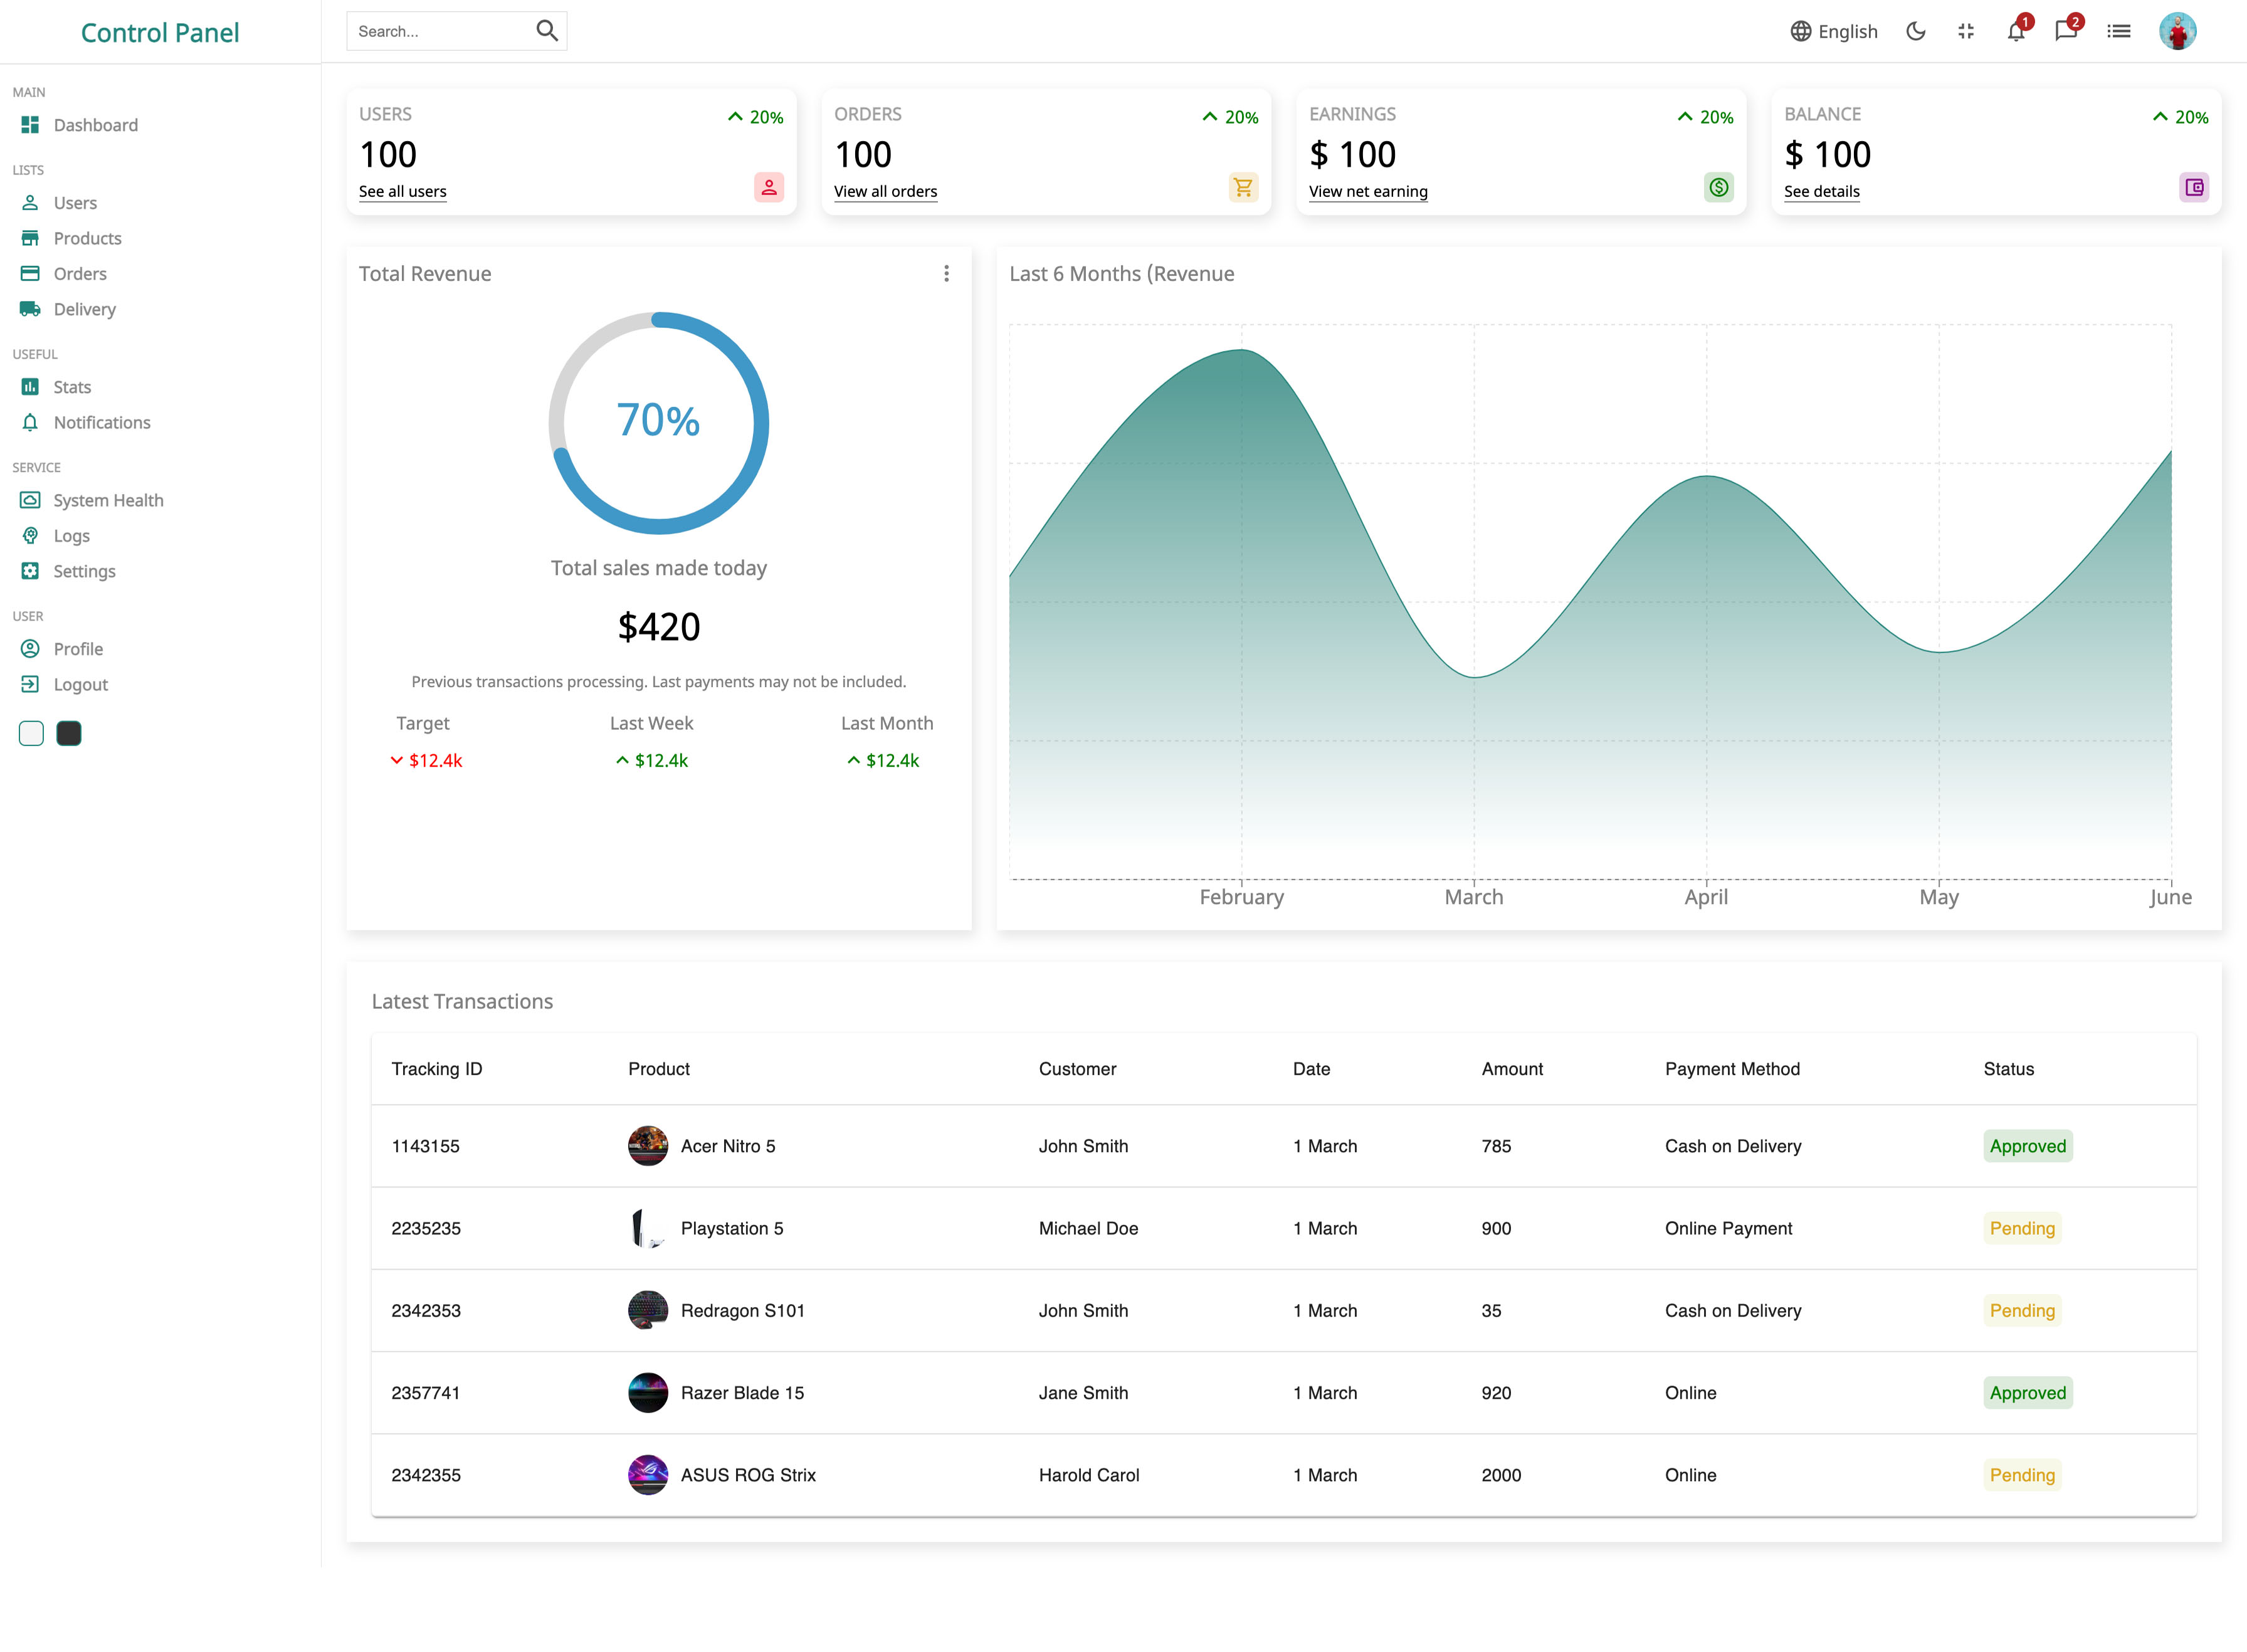 Control Panel
Search...
English
1
2
MAIN
Dashboard
LISTS
Users
Products
Orders
Delivery
USEFUL
Stats
Notifications
SERVICE
System Health
Logs
Settings
USER
Profile
Logout
USERS
20%
100
See all users
ORDERS
20%
100
View all orders
EARNINGS
20%
$ 100
View net earning
BALANCE
20%
$ 100
See details
Total Revenue
70%
Total sales made today
$420
Previous transactions processing. Last payments may not be included.
Target Last Week Last Month
$12.4k $12.4k $12.4k
Last 6 Months (Revenue
February March April May June
Latest Transactions
Tracking ID Product Customer Date Amount Payment Method Status
1143155 Acer Nitro 5 John Smith 1 March 785 Cash on Delivery Approved
2235235 Playstation 5 Michael Doe 1 March 900 Online Payment Pending
2342353 Redragon S101 John Smith 1 March 35 Cash on Delivery Pending
2357741 Razer Blade 15 Jane Smith 1 March 920 Online Approved
2342355 ASUS ROG Strix Harold Carol 1 March 2000 Online Pending